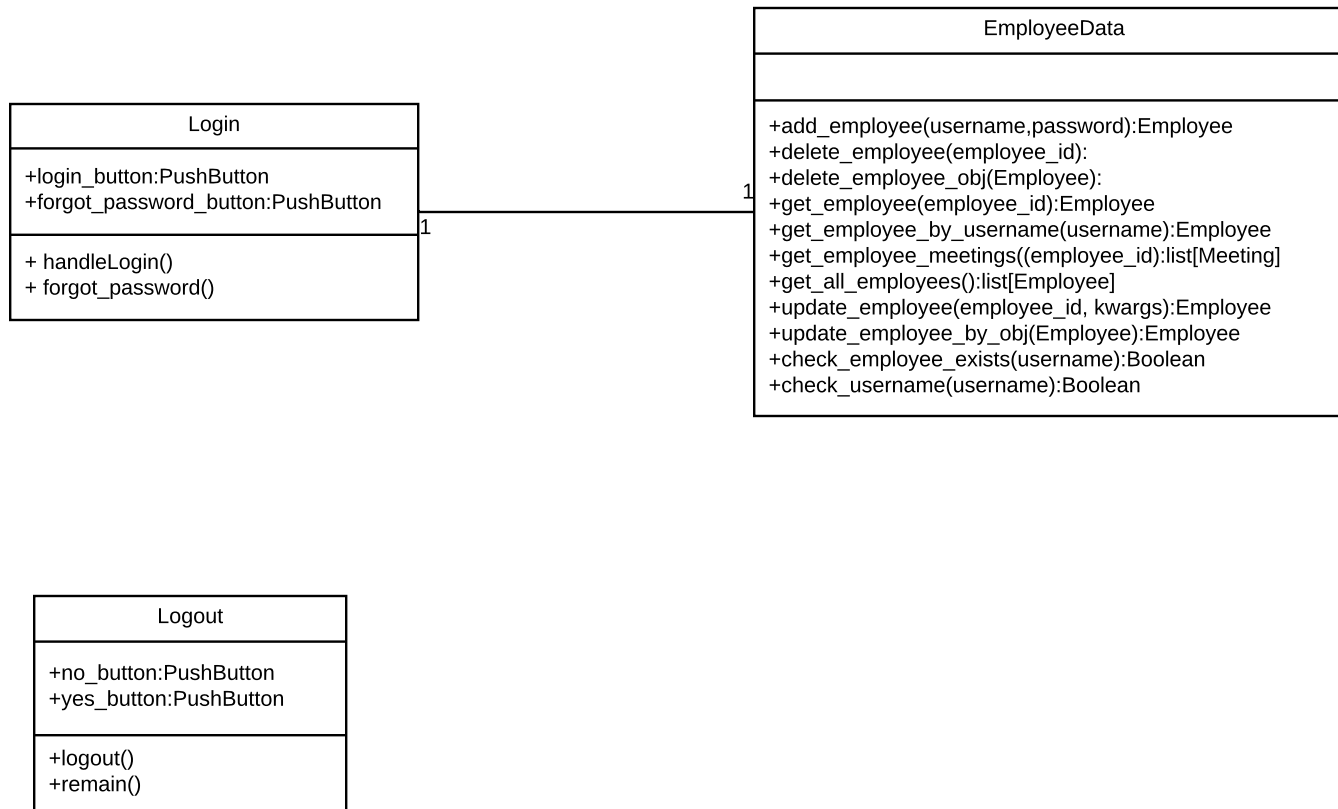 EmployeeData
+add_employee(username,password):Employee
+delete_employee(employee_id):
+delete_employee_obj(Employee):
+get_employee(employee_id):Employee
+get_employee_by_username(username):Employee
+get_employee_meetings((employee_id):list[Meeting]
+get_all_employees():list[Employee]
+update_employee(employee_id, kwargs):Employee
+update_employee_by_obj(Employee):Employee
+check_employee_exists(username):Boolean
+check_username(username):Boolean
Login
+login_button:PushButton
+forgot_password_button:PushButton
+ handleLogin()
+ forgot_password()
1
1
Logout
+no_button:PushButton
+yes_button:PushButton
+logout()
+remain()